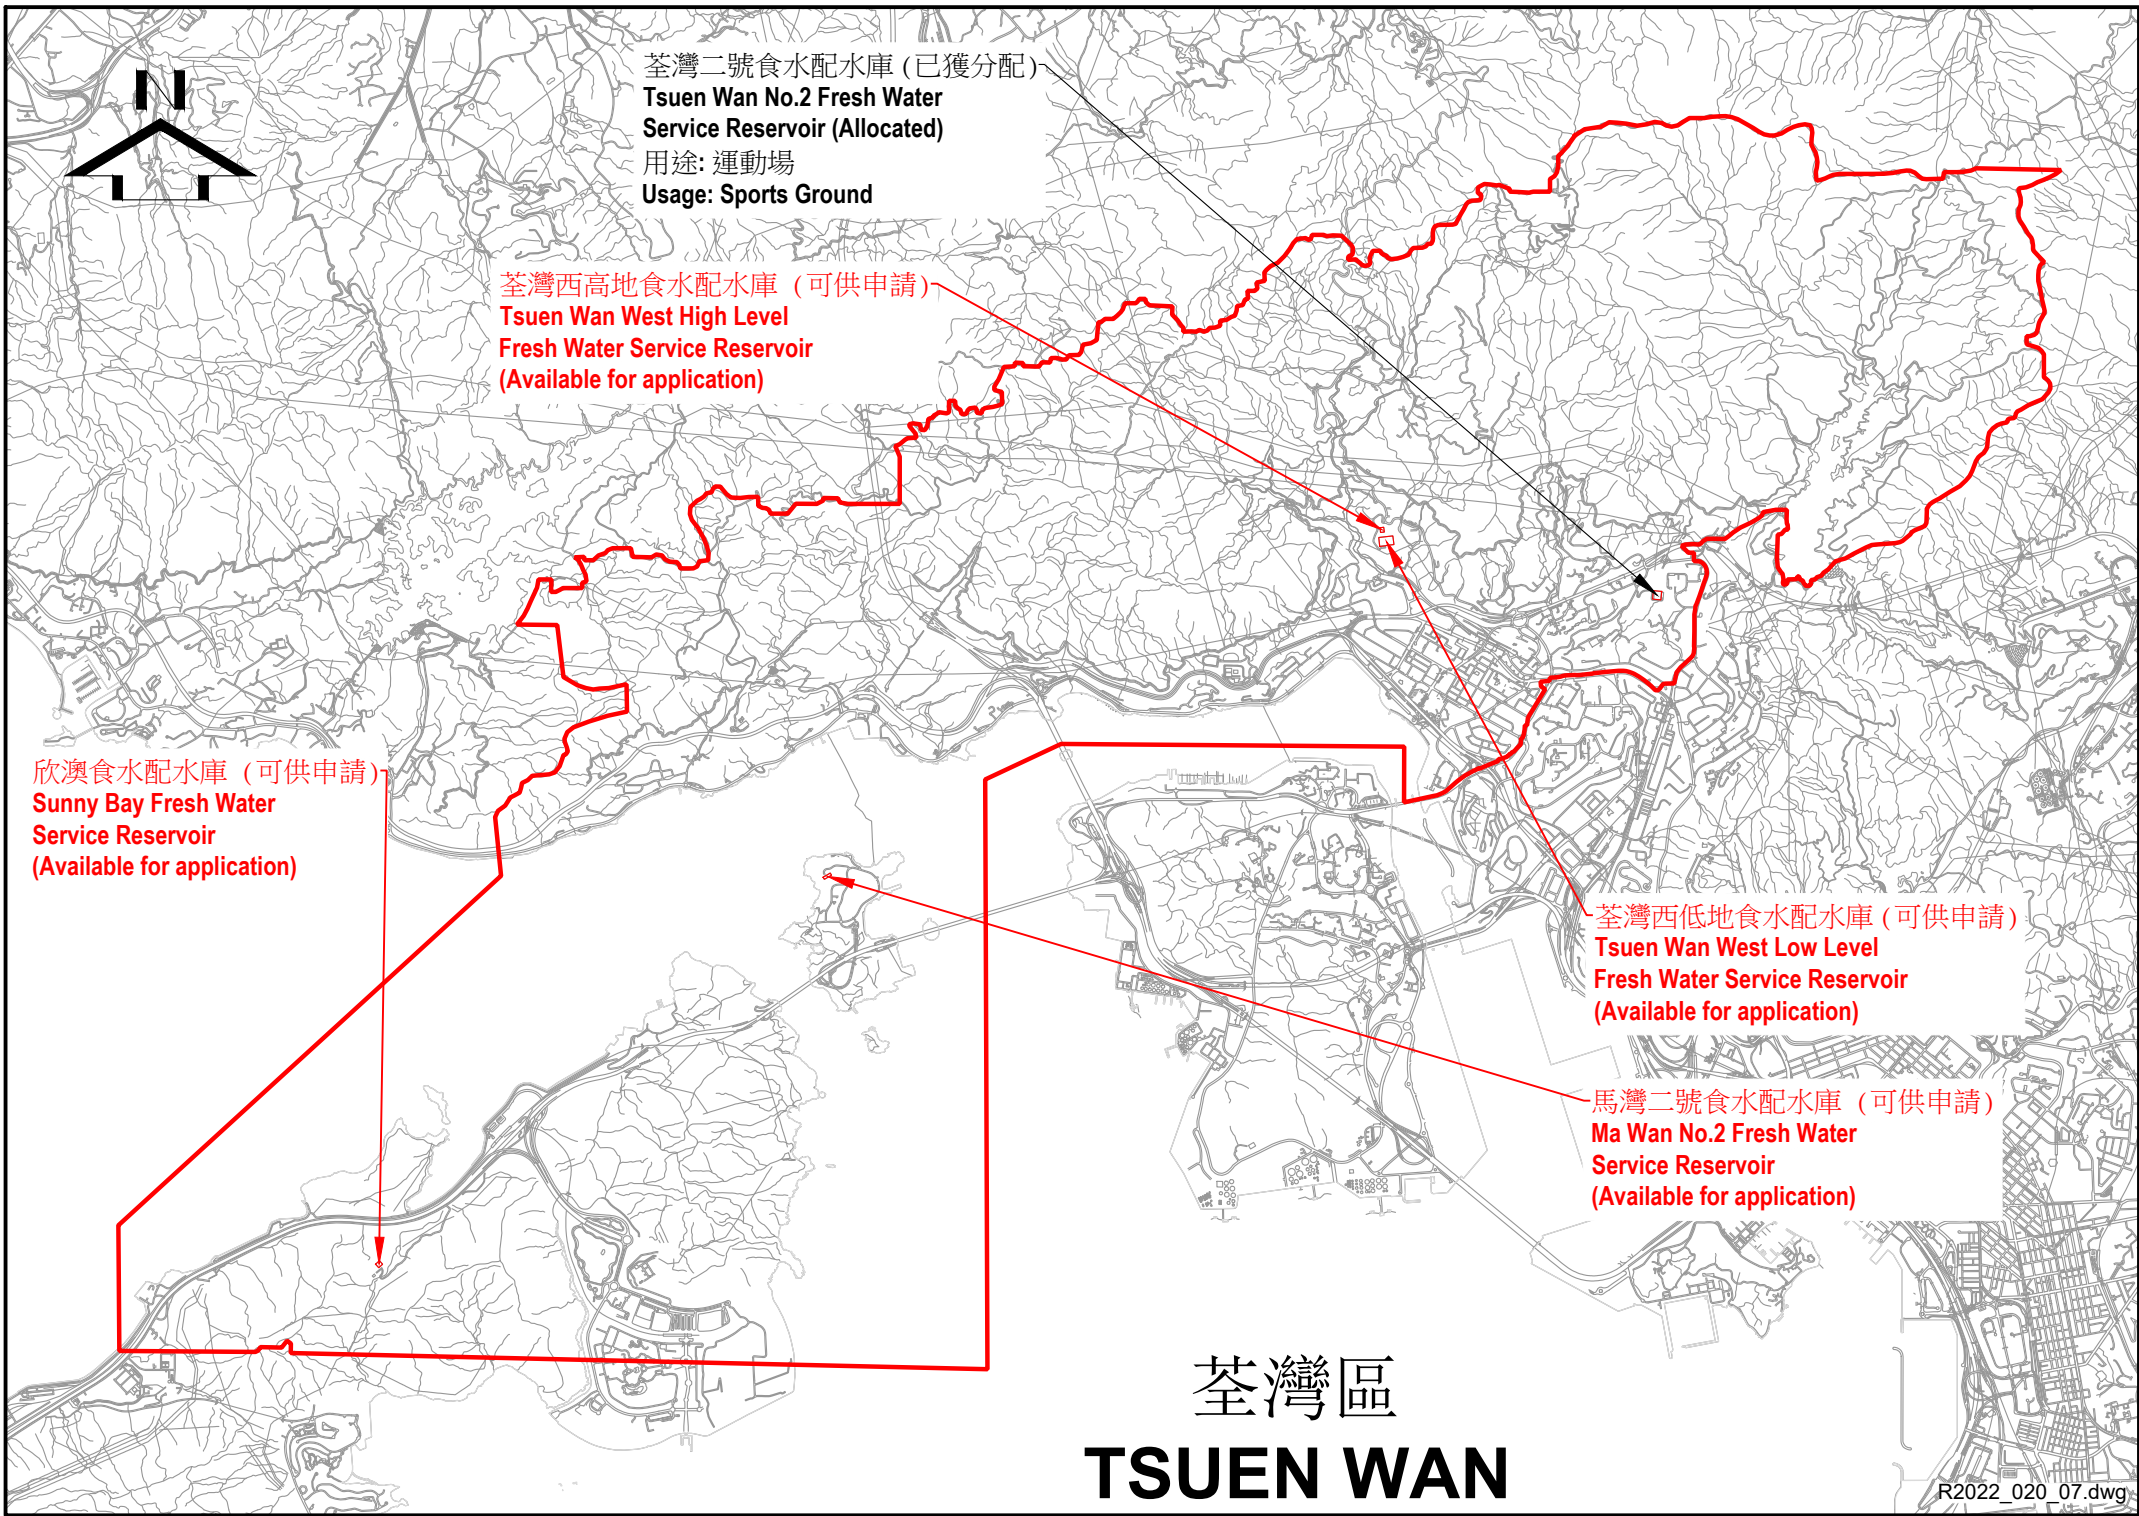 N
荃灣二號食水配水庫 (已獲分配)
Tsuen Wan No.2 Fresh Water
Service Reservoir (Allocated)
用途: 運動場
Usage: Sports Ground
荃灣西高地食水配水庫 (可供申請)
Tsuen Wan West High Level
Fresh Water Service Reservoir
(Available for application)
欣澳食水配水庫 (可供申請)
Sunny Bay Fresh Water
Service Reservoir
(Available for application)
荃灣西低地食水配水庫 (可供申請)
Tsuen Wan West Low Level
Fresh Water Service Reservoir
(Available for application)
馬灣二號食水配水庫 (可供申請)
Ma Wan No.2 Fresh Water
Service Reservoir
(Available for application)
荃灣區
TSUEN WAN
R2022_020_07.dwg